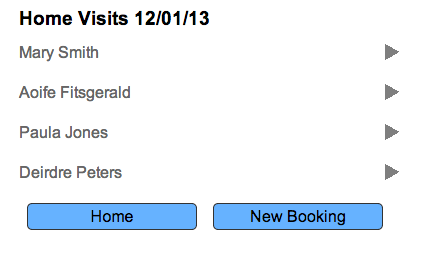 Home Visits 12/01/13
Mary Smith
Aoife Fitsgerald
Paula Jones
Deirdre Peters
Home New Booking